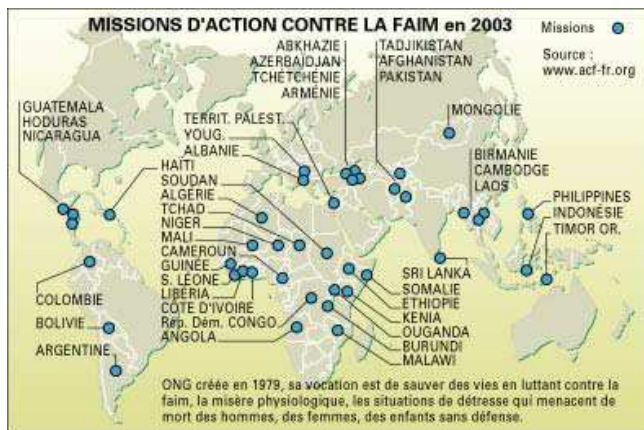 MISSIONS D'ACTION CONTRE LA FAIM en 2003
Missions
Source :
www.acf-fr.org
ABKHAZIE
AZERBAÏDJAN
TCHÉTCHÉNIE
ARMÉNIE
TADJIKISTAN
AFGHANISTAN
PAKISTAN
MONGOLIE
GUATEMALA
HODURAS
NICARAGUA
TERRIT. PALEST.
YOUG.
ALBANIE
HAÏTI
SOUDAN
ALGÉRIE
TCHAD
NIGER
MALI
CAMEROUN
GUINÉE
S. LÉONE
LIBÉRIA
CÔTE D'IVOIRE
Rép. Dém. CONGO
ANGOLA
BIRMANIE
CAMBODGE
LAOS
PHILIPPINES
INDONÉSIE
TIMOR OR.
SRI LANKA
SOMALIE
ETHIOPIE
KENIA
OUGANDA
BURUNDI
MALAWI
COLOMBIE
BOLIVIE
ARGENTINE
ONG créée en 1979, sa vocation est de sauver des vies en luttant contre la
faim, la misère physiologique, les situations de détresse qui menacent de
mort des hommes, des femmes, des enfants sans défense.